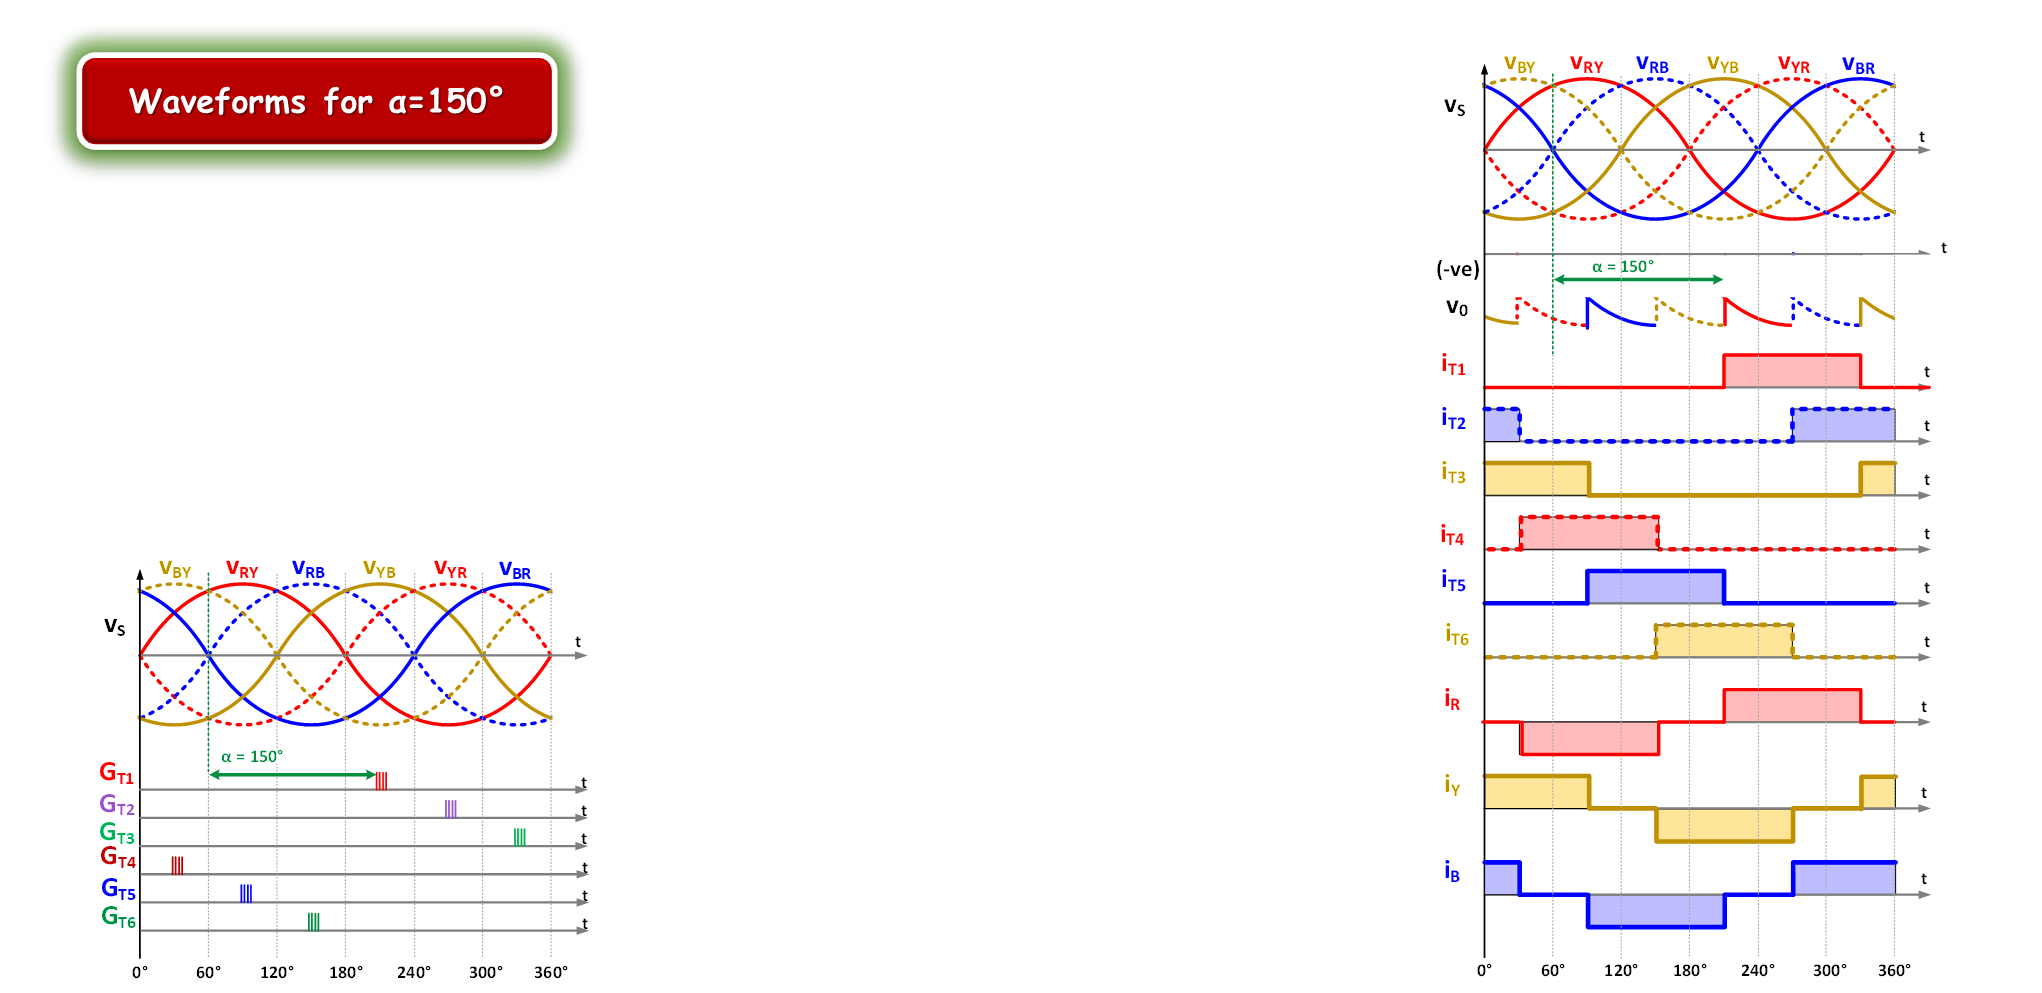 Waveforms for α=150°
vBY vRY vRB vYB vYR vBR
vS
t
α = 150°
GT1 t
GT2 t
GT3 t
GT4 t
GT5 t
GT6 t
0° 60° 120° 180° 240° 300° 360°
vBY vRY vRB vYB vYR vBR
vS
t
t
(-ve)
α = 150°
v0
iT1 t
iT2 t
iT3 t
iT4 t
iT5 t
iT6 t
iR t
iY t
iB t
0° 60° 120° 180° 240° 300° 360°